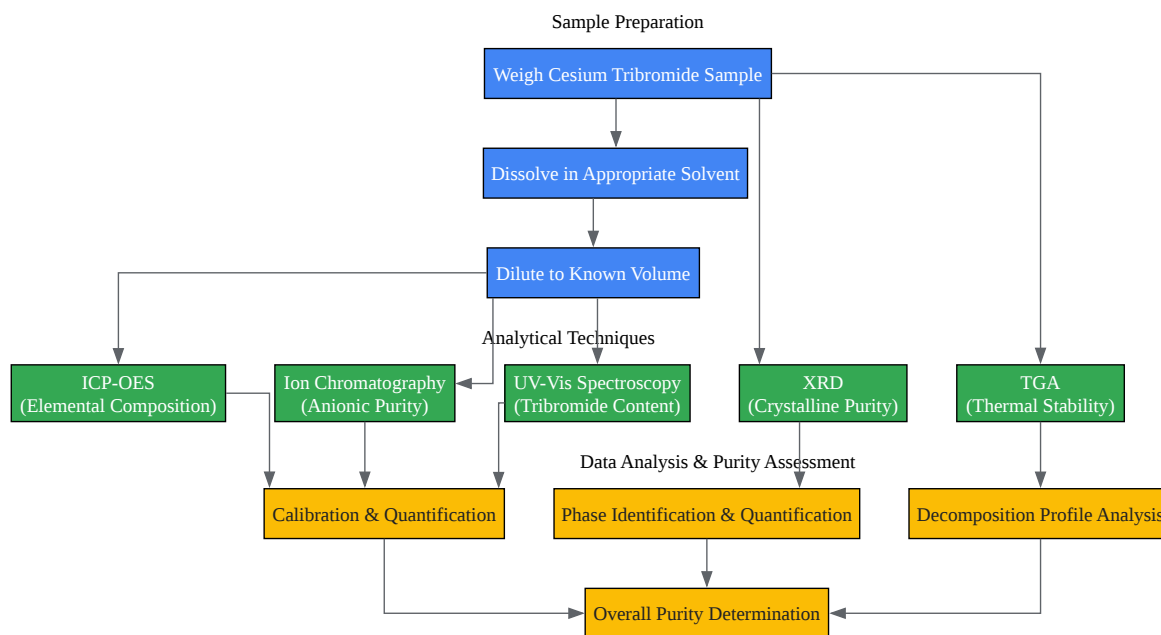 Sample Preparation
Weigh Cesium Tribromide Sample
Dissolve in Appropriate Solvent
Dilute to Known Volume
Analytical Techniques
ICP-OES
(Elemental Composition)
Ion Chromatography
(Anionic Purity)
UV-Vis Spectroscopy
(Tribromide Content)
XRD
(Crystalline Purity)
TGA
(Thermal Stability)
Data Analysis & Purity Assessment
Calibration & Quantification
Phase Identification & Quantification
Decomposition Profile Analysis
Overall Purity Determination